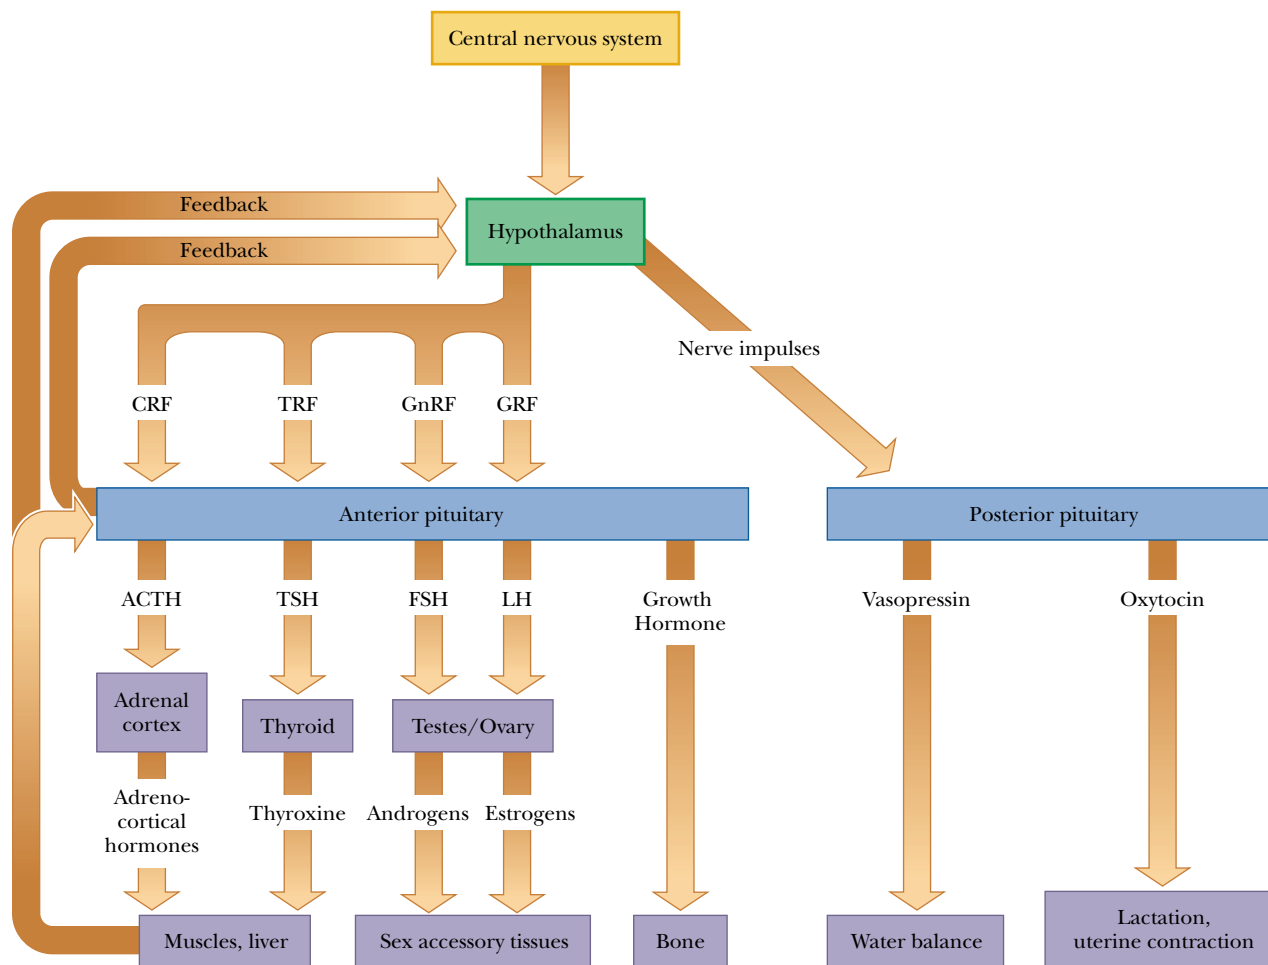 Central nervous system
Feedback
Hypothalamus
Feedback
Nerve impulses
CRF
TRF
GnRF
GRF
Anterior pituitary
Posterior pituitary
ACTH
TSH
FSH
LH
Growth
Hormone
Vasopressin
Oxytocin
Adrenal
cortex
Thyroid
Testes/Ovary
Adreno-
cortical
hormones
Thyroxine
Androgens
Estrogens
Muscles, liver
Sex accessory tissues
Bone
Water balance
Lactation,
uterine contraction